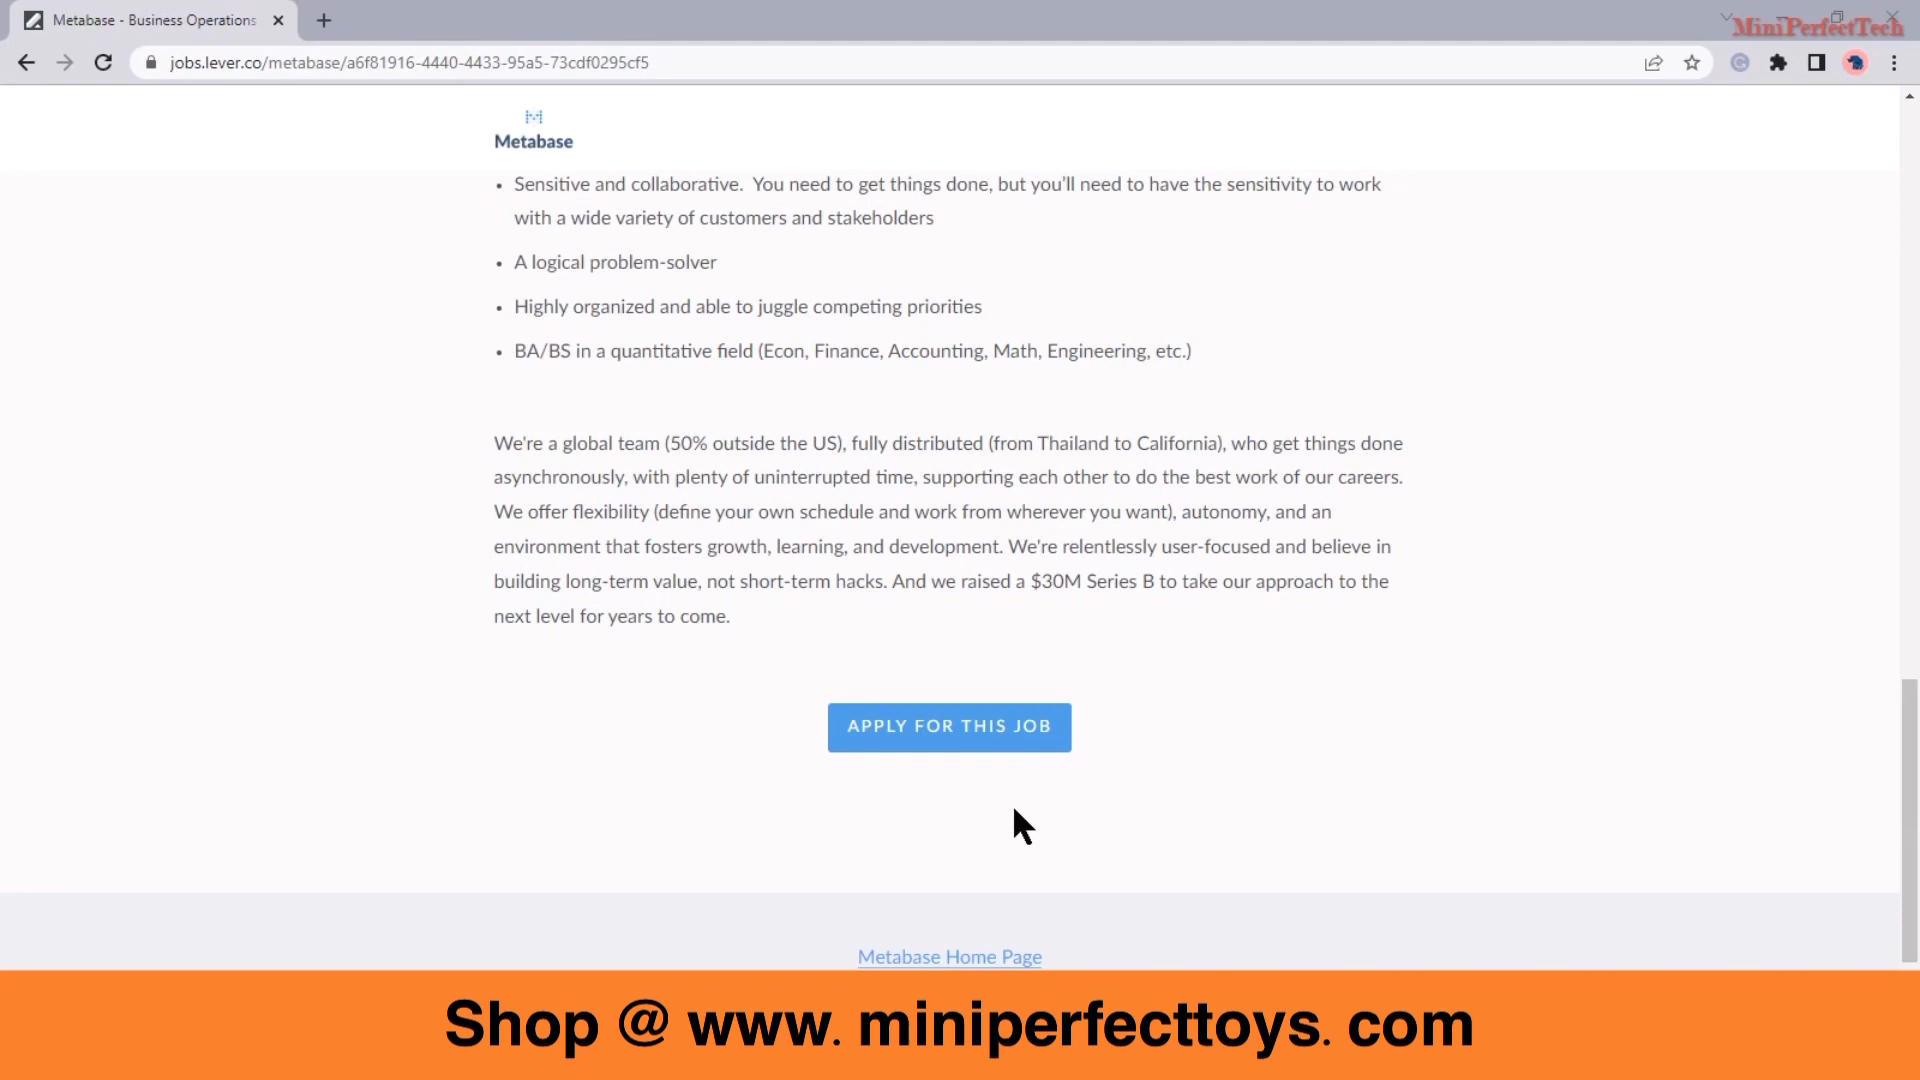 Metabase - Business Operations
MiniPerfectTech
jobs.lever.co/metabase/a6f81916-4440-4433-95a5-73cdf0295cf5
Metabase
• Sensitive and collaborative.  You need to get things done, but you’ll need to have the sensitivity to work
with a wide variety of customers and stakeholders
• A logical problem-solver
• Highly organized and able to juggle competing priorities
• BA/BS in a quantitative field (Econ, Finance, Accounting, Math, Engineering, etc.)
We're a global team (50% outside the US), fully distributed (from Thailand to California), who get things done
asynchronously, with plenty of uninterrupted time, supporting each other to do the best work of our careers.
We offer flexibility (define your own schedule and work from wherever you want), autonomy, and an
environment that fosters growth, learning, and development. We're relentlessly user-focused and believe in
building long-term value, not short-term hacks. And we raised a $30M Series B to take our approach to the
next level for years to come.
APPLY FOR THIS JOB
Metabase Home Page
Shop @ www. miniperfecttoys. com